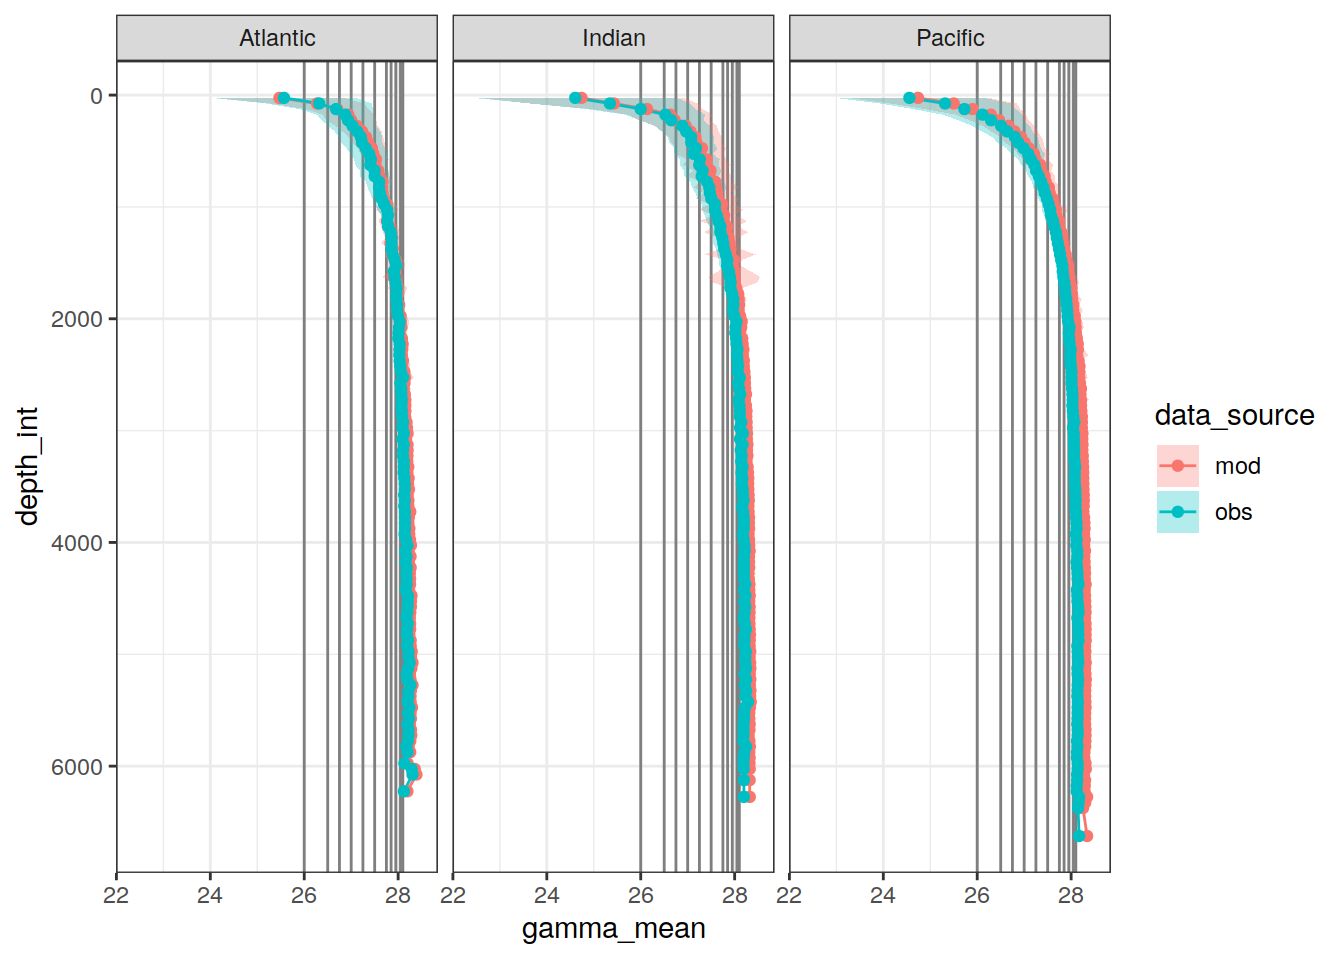 Atlantic
Indian
Pacific
0
2000
4000
6000
depth_int
22
24
26
28
22
24
26
28
22
24
26
28
gamma_mean
data_source
mod
obs